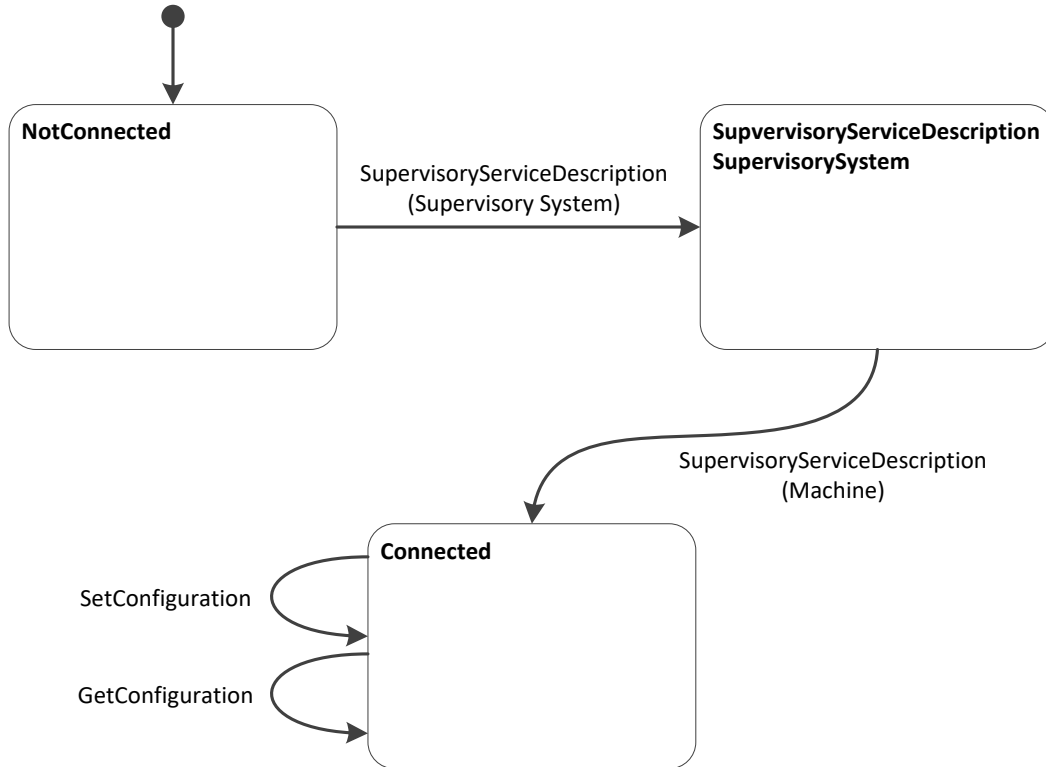 NotConnected
SupervisoryServiceDescription
(Supervisory System)
SupvervisoryServiceDescription
SupervisorySystem
SupervisoryServiceDescription
(Machine)
Connected
SetConfiguration
GetConfiguration